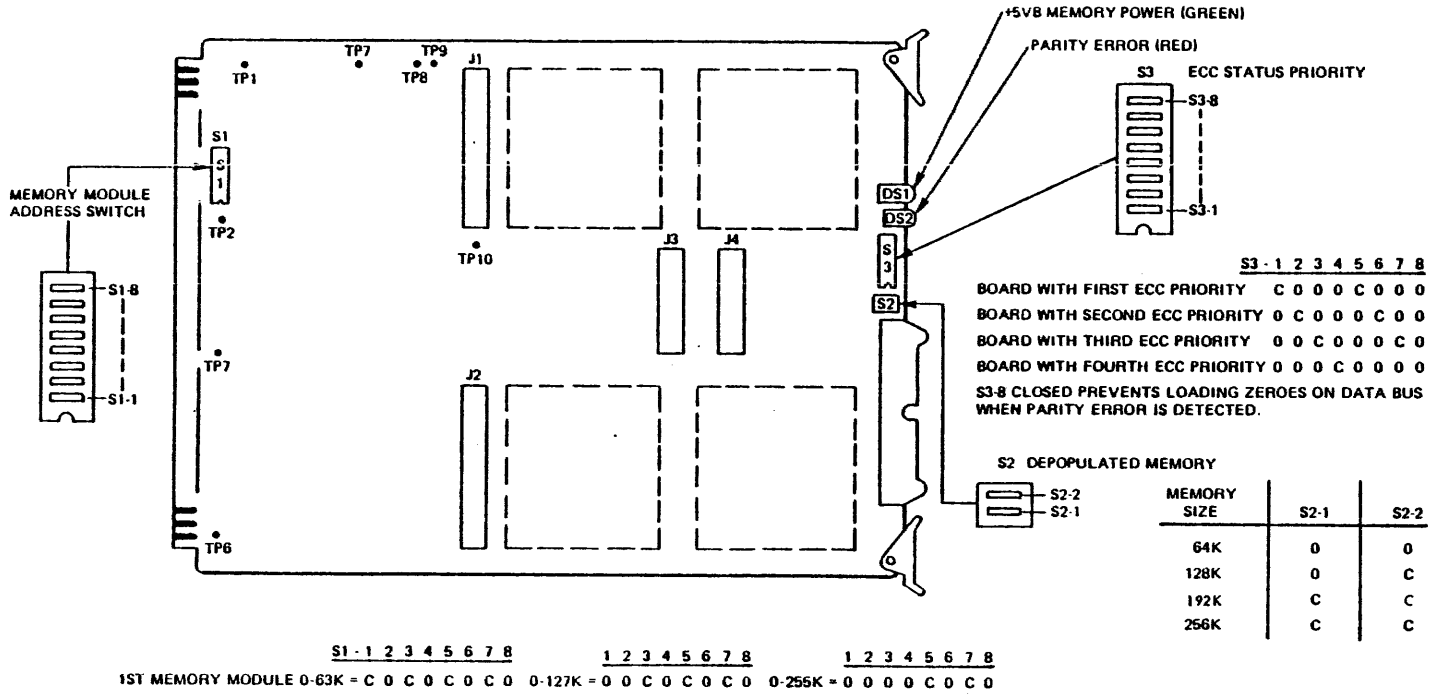 +5VB MEMORY POWER (GREEN)
PARITY ERROR (RED)
S3 ECC STATUS PRIORITY
S3-8
S3-1
TP1
TP7
TP9
TP8
J1
S1
S
1
MEMORY MODULE
ADDRESS SWITCH
TP2
DS1
DS2
S
3
S2
TP10
J3
J4
S1-8
S1-1
TP7
J2
TP6
S3 - 1 2 3 4 5 6 7 8
BOARD WITH FIRST ECC PRIORITY C 0 0 0 C 0 0 0
BOARD WITH SECOND ECC PRIORITY 0 C 0 0 0 C 0 0
BOARD WITH THIRD ECC PRIORITY 0 0 C 0 0 0 C 0
BOARD WITH FOURTH ECC PRIORITY 0 0 0 C 0 0 0 0
S3-8 CLOSED PREVENTS LOADING ZEROES ON DATA BUS
WHEN PARITY ERROR IS DETECTED.
S2 DEPOPULATED MEMORY
S2-2
S2-1
MEMORY
SIZE S2-1 S2-2
64K 0 0
128K 0 C
192K C C
256K C C
S1 - 1 2 3 4 5 6 7 8 1 2 3 4 5 6 7 8 1 2 3 4 5 6 7 8
1ST MEMORY MODULE 0-63K = C 0 C 0 C 0 C 0 0-127K = 0 0 C 0 C 0 C 0 0-255K = 0 0 0 0 C 0 C 0